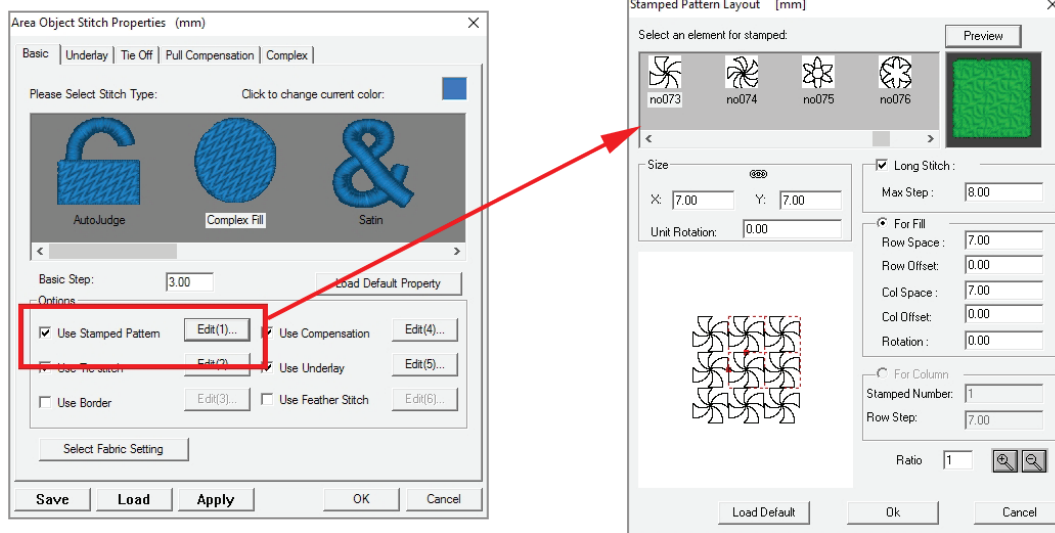 Area Object Stitch Properties (mm)
Basic Underlay Tie Off Pull Compensation Complex
Please Select Stitch Type: Click to change current color:
AutoJudge Complex Fill Satin
Basic Step: 3.00 Load Default Property
Options
Use Stamped Pattern Edit(1)... Use Compensation Edit(4)...
Use Tie stitch Edit(2)... Use Underlay Edit(5)...
Use Border Edit(3)... Use Feather Stitch Edit(6)...
Select Fabric Setting
Save Load Apply OK Cancel
Stamped Pattern Layout [mm]
Select an element for stamped: Preview
no073 no074 no075 no076
Size
X: 7.00 Y: 7.00
Unit Rotation: 0.00
Long Stitch :
Max Step : 8.00
For Fill
Row Space : 7.00
Row Offset: 0.00
Col Space : 7.00
Col Offset: 0.00
Rotation : 0.00
For Column
Stamped Number: 1
Row Step: 7.00
Ratio 1
Load Default Ok Cancel